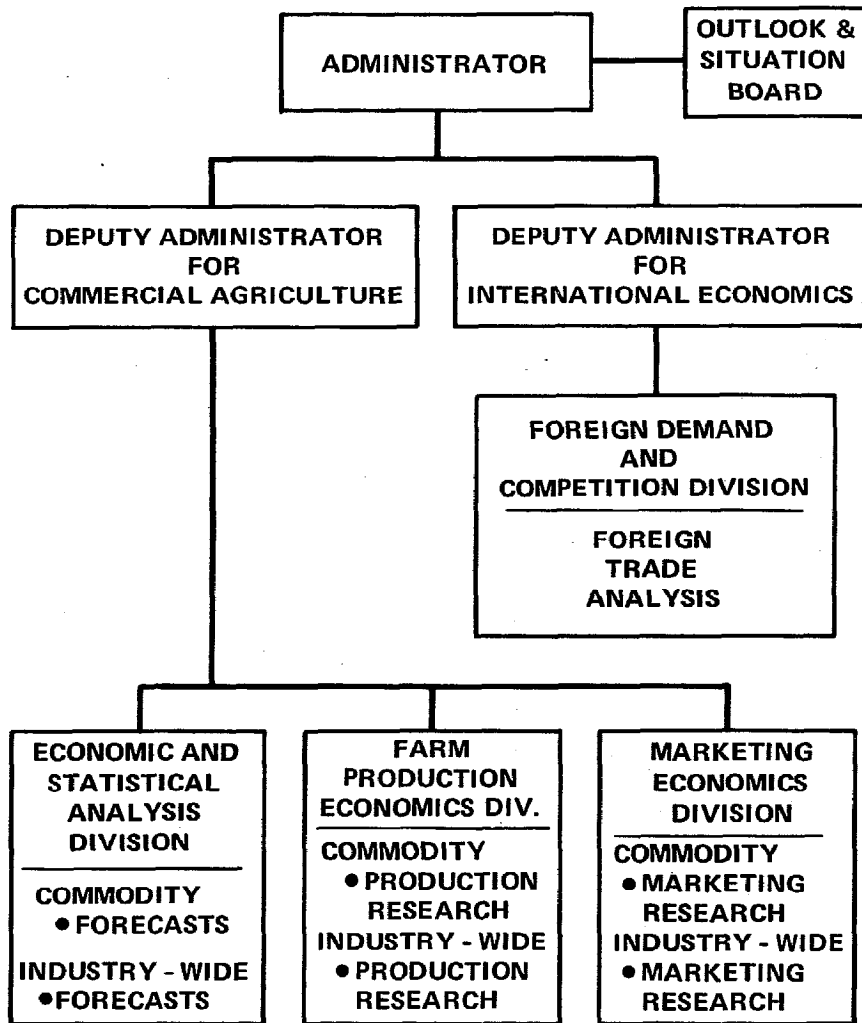 ADMINISTRATOR
OUTLOOK &
SITUATION
BOARD
DEPUTY ADMINISTRATOR
FOR
COMMERCIAL AGRICULTURE
DEPUTY ADMINISTRATOR
FOR
INTERNATIONAL ECONOMICS
FOREIGN DEMAND
AND
COMPETITION DIVISION
FOREIGN
TRADE
ANALYSIS
ECONOMIC AND
STATISTICAL
ANALYSIS
DIVISION
COMMODITY
● FORECASTS
INDUSTRY - WIDE
● FORECASTS
FARM
PRODUCTION
ECONOMICS DIV.
COMMODITY
● PRODUCTION
RESEARCH
INDUSTRY - WIDE
● PRODUCTION
RESEARCH
MARKETING
ECONOMICS
DIVISION
COMMODITY
● MARKETING
RESEARCH
INDUSTRY - WIDE
● MARKETING
RESEARCH